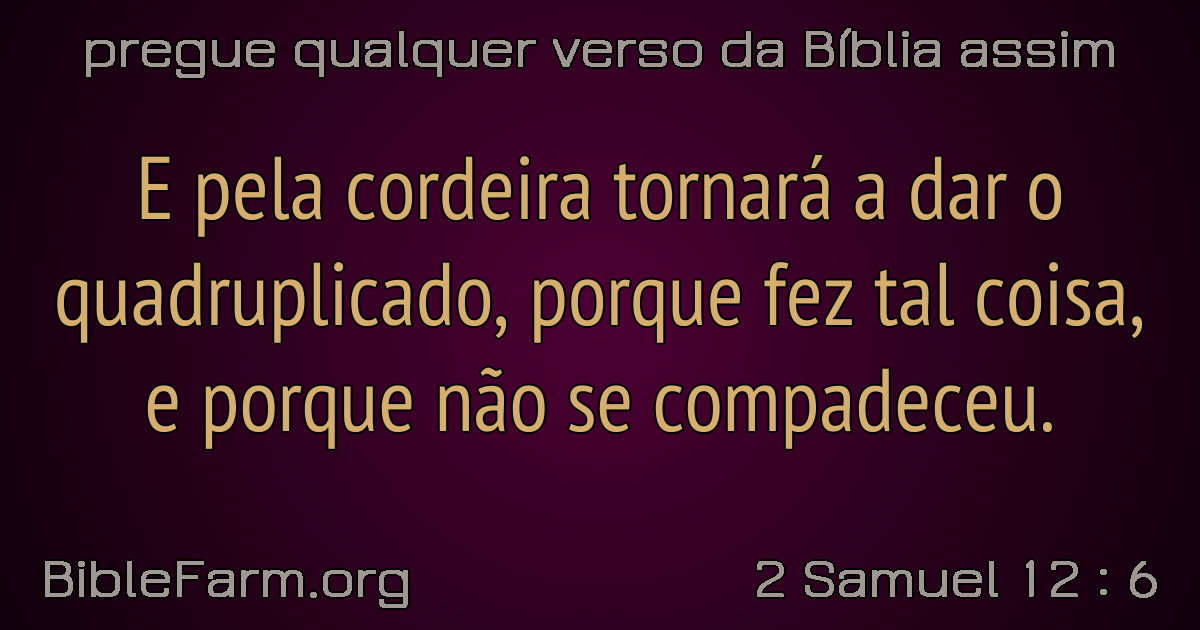 pregue qualquer verso da Bíblia assim
E pela cordeira tornará a dar o
quadruplicado, porque fez tal coisa,
e porque não se compadeceu.
BibleFarm.org
2 Samuel 12 : 6